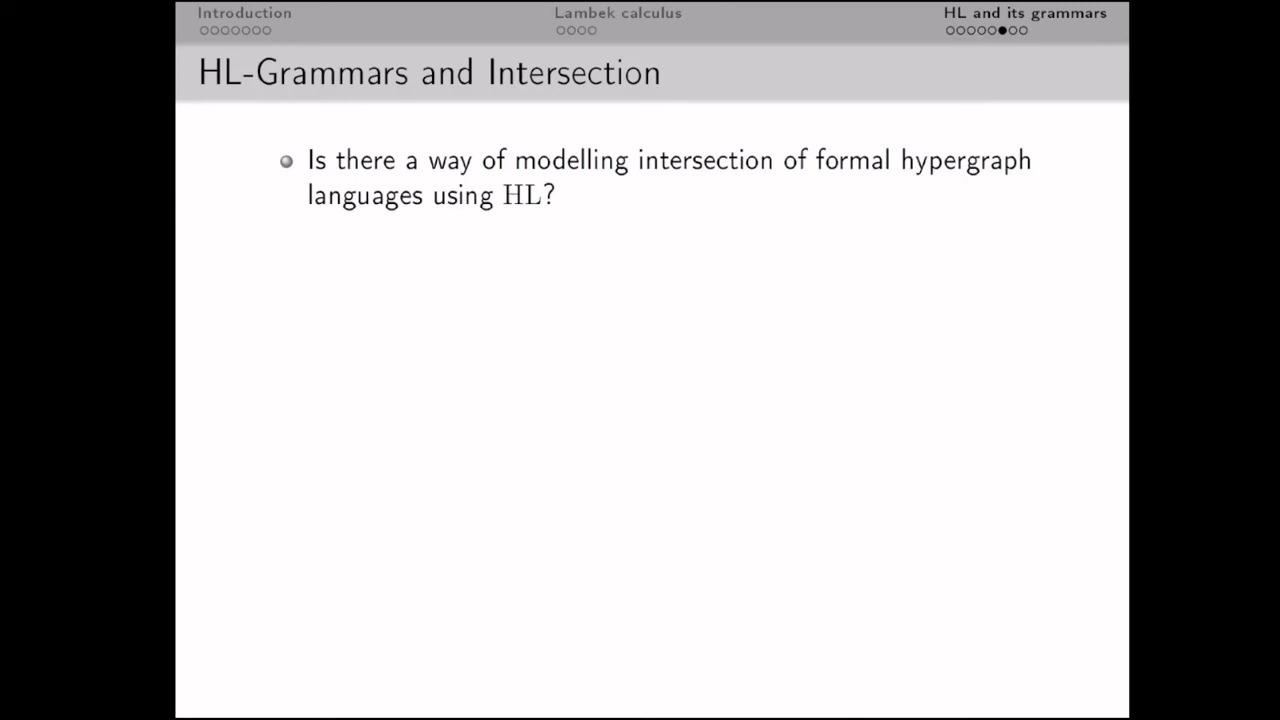 Introduction Lambek calculus HL and its grammars
HL-Grammars and Intersection
Is there a way of modelling intersection of formal hypergraph
languages using HL?